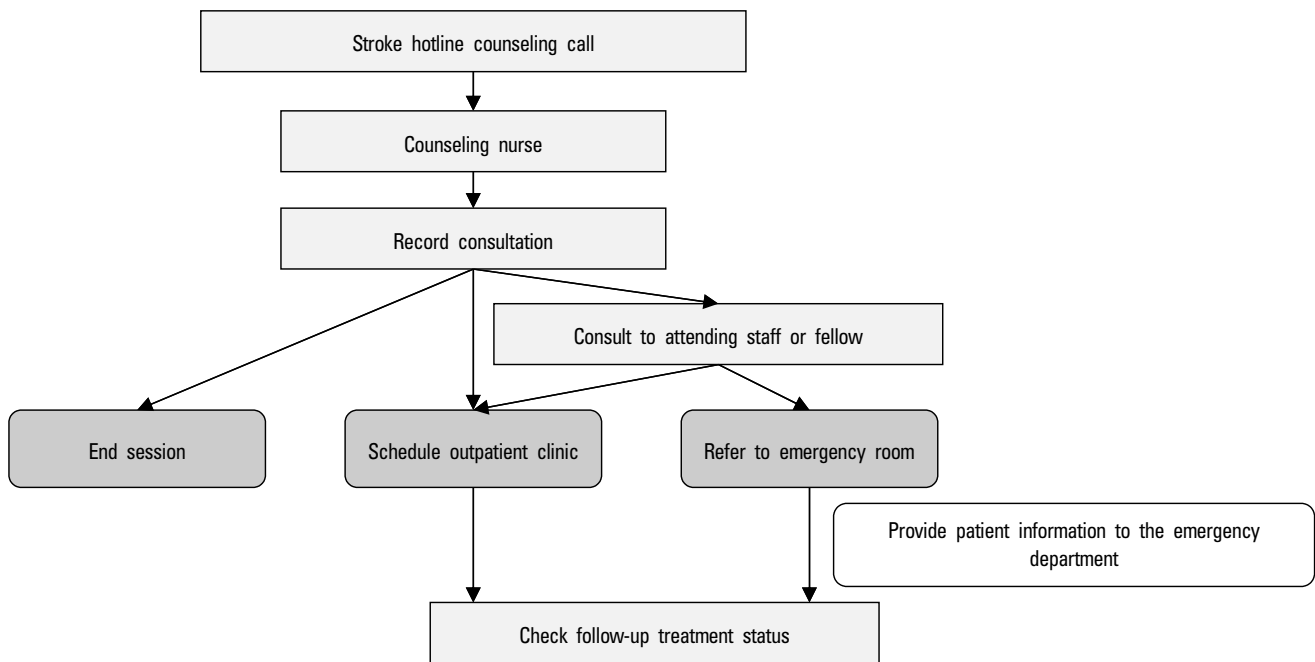 Stroke hotline counseling call
Counseling nurse
Record consultation
Consult to attending staff or fellow
End session
Schedule outpatient clinic
Refer to emergency room
Provide patient information to the emergency
department
Check follow-up treatment status